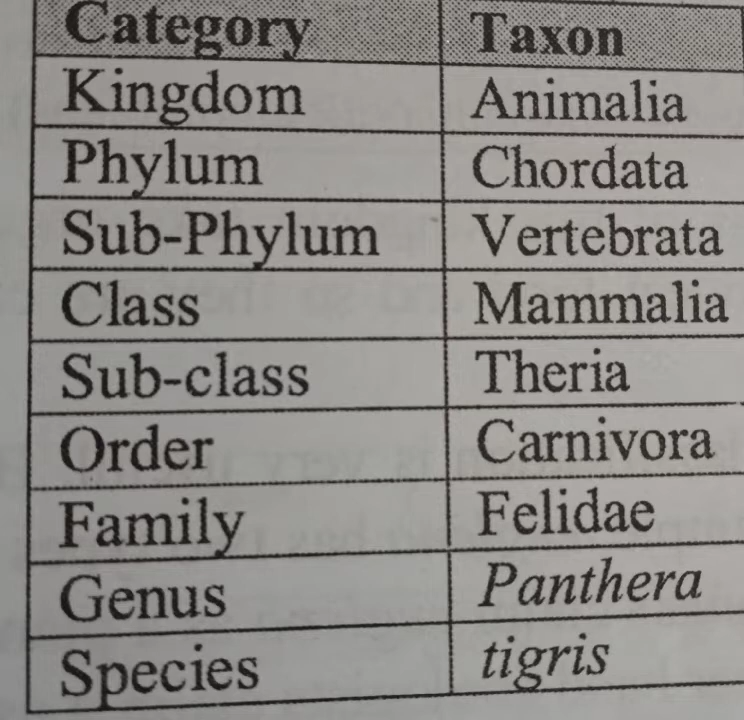 Category Taxon
Kingdom Animalia
Phylum Chordata
Sub-Phylum Vertebrata
Class Mammalia
Sub-class Theria
Order Carnivora
Family Felidae
Genus Panthera
Species tigris